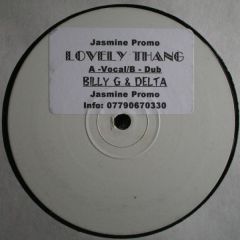 Jasmine Promo
LOVELY THANG
A -Vocal/B - Dub
BILLY G & DELTA
Jasmine Promo
Info: 07790670330